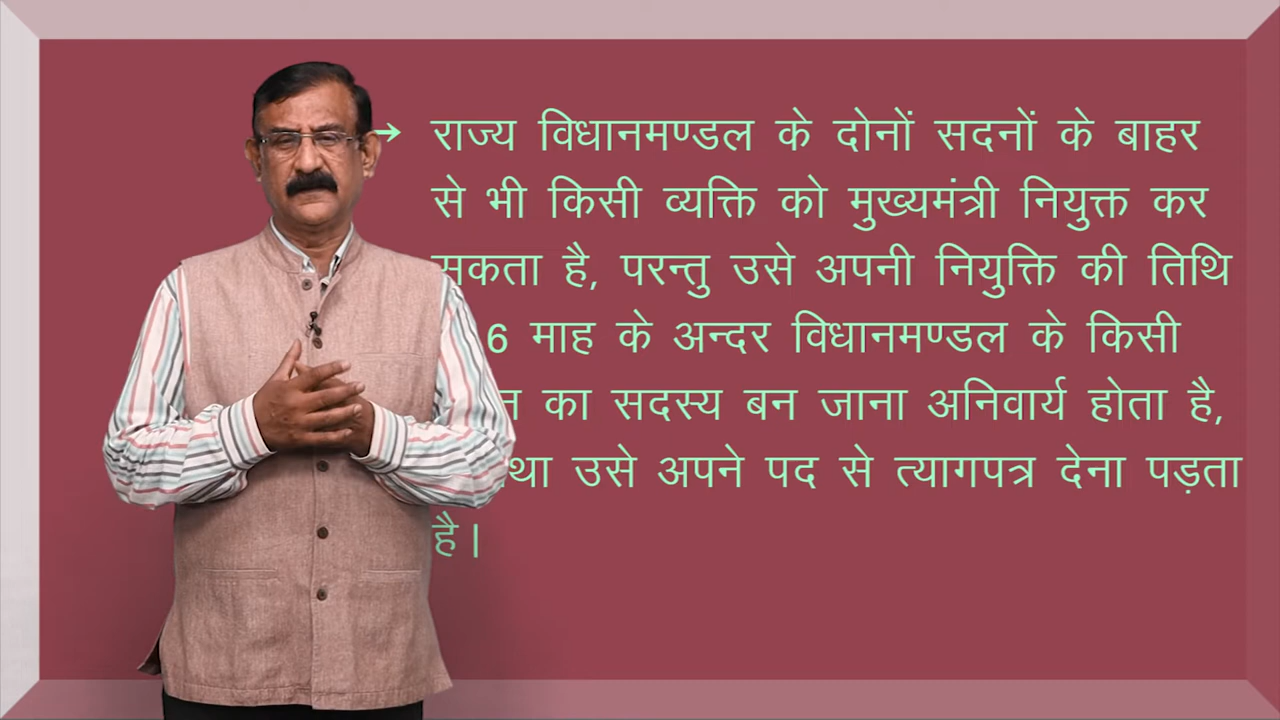 → राज्य विधानमण्डल के दोनों सदनों के बाहर
से भी किसी व्यक्ति को मुख्यमंत्री नियुक्त कर
सकता है, परन्तु उसे अपनी नियुक्ति की तिथि
6 माह के अन्दर विधानमण्डल के किसी
का सदस्य बन जाना अनिवार्य होता है,
उसे अपने पद से त्यागपत्र देना पड़ता
है।